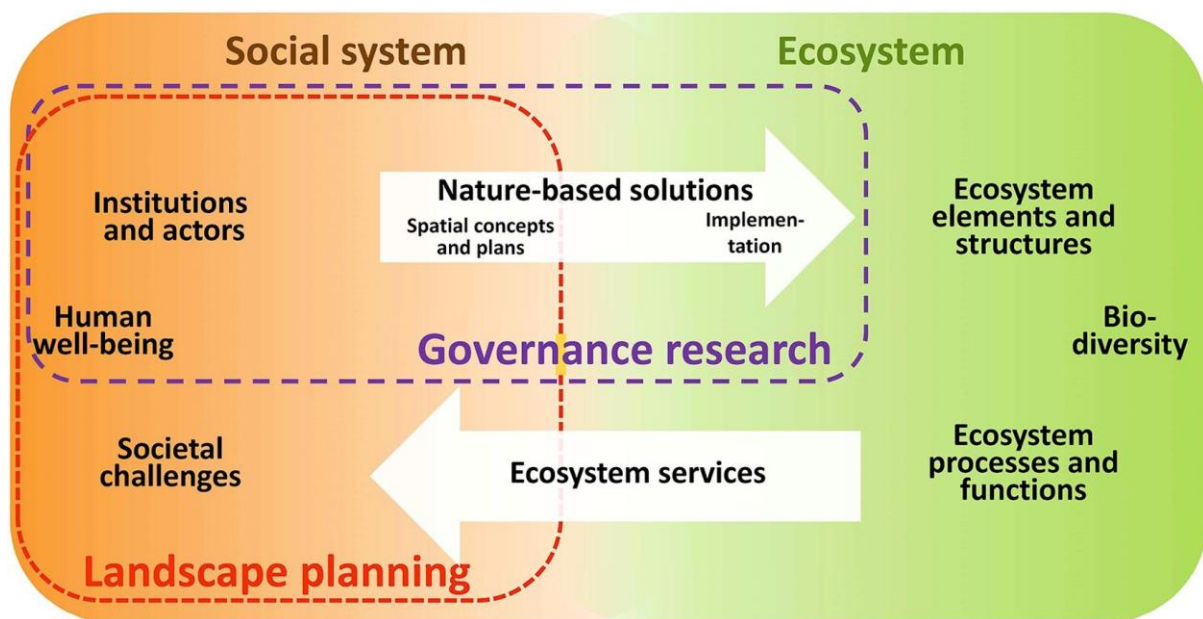 Social system
Ecosystem
Institutions
and actors
Nature-based solutions
Spatial concepts
and plans
Implemen-
tation
Ecosystem
elements and
structures
Human
well-being
Governance research
Bio-
diversity
Societal
challenges
Ecosystem services
Ecosystem
processes and
functions
Landscape planning